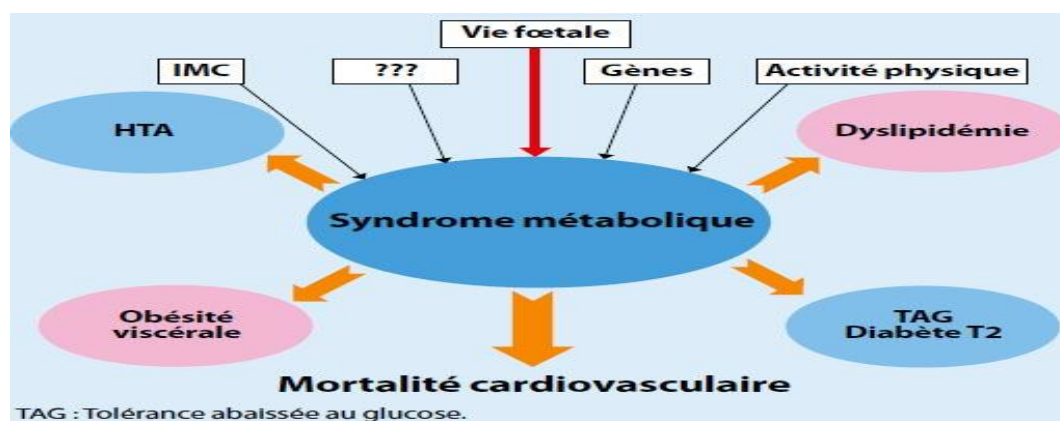 Vie fœtale
IMC
???
Gènes
Activité physique
HTA
Dyslipidémie
Syndrome métabolique
Obésité
viscérale
TAG
Diabète T2
Mortalité cardiovasculaire
TAG : Tolérance abaissée au glucose.